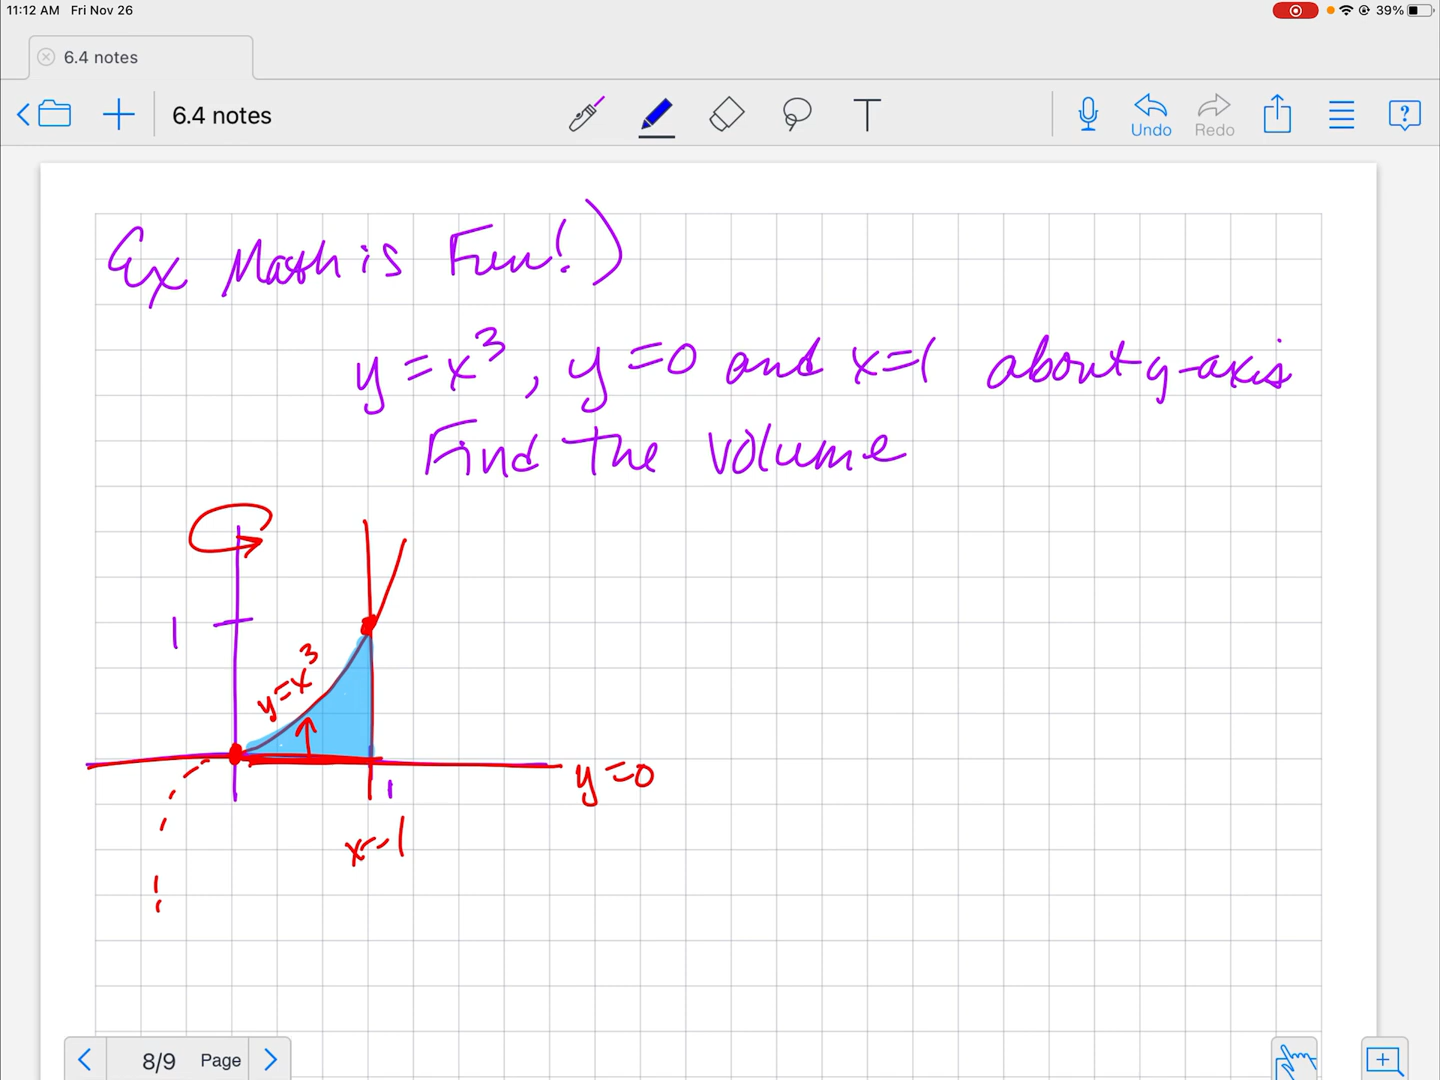 11:12 AM Fri Nov 26
39%
6.4 notes
6.4 notes
T
Undo
Redo
?
Ex Math is Fun!)
y=x³, y=0 and x=1 about y-axis
Find the volume
1
y=x³
y=0
1
x=1
8/9 Page